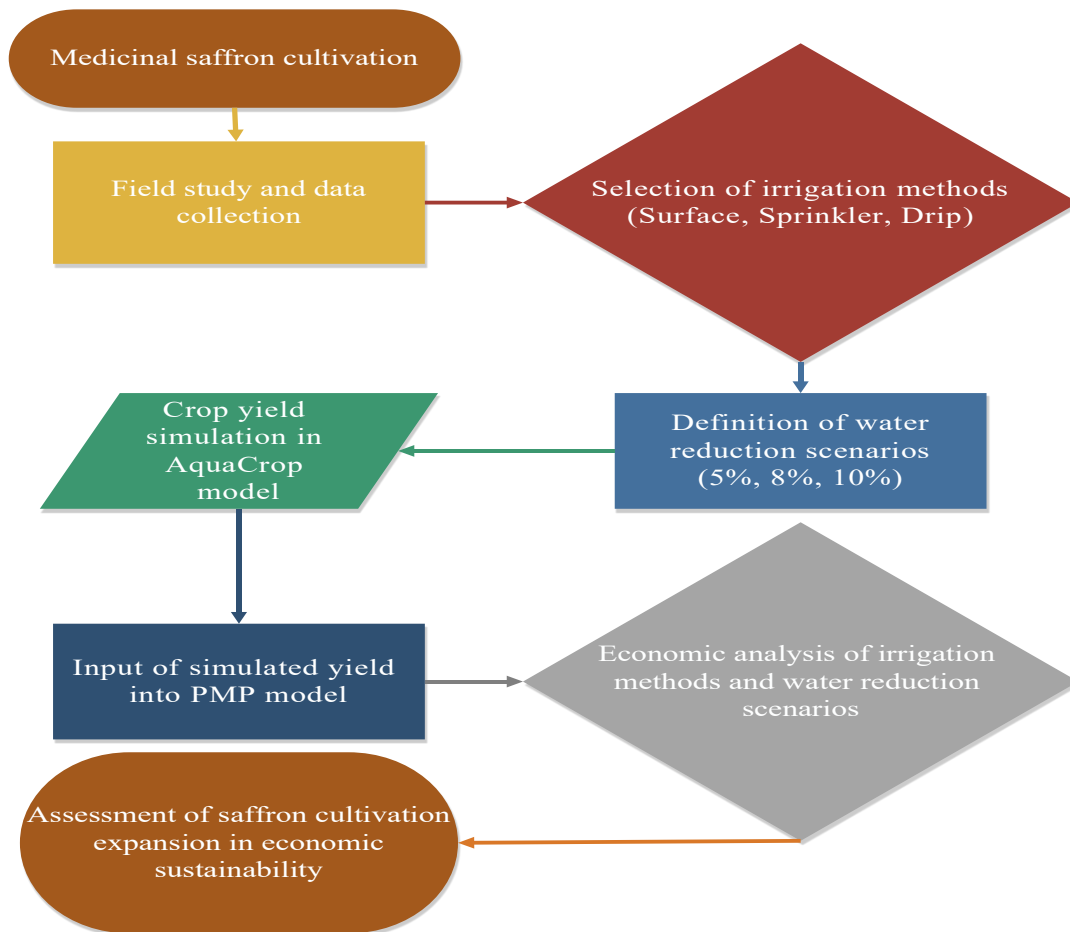 Medicinal saffron cultivation
Field study and data
collection
Selection of irrigation methods
(Surface, Sprinkler, Drip)
Definition of water
reduction scenarios
(5%, 8%, 10%)
Crop yield
simulation in
AquaCrop
model
Input of simulated yield
into PMP model
Economic analysis of irrigation
methods and water reduction
scenarios
Assessment of saffron cultivation
expansion in economic
sustainability